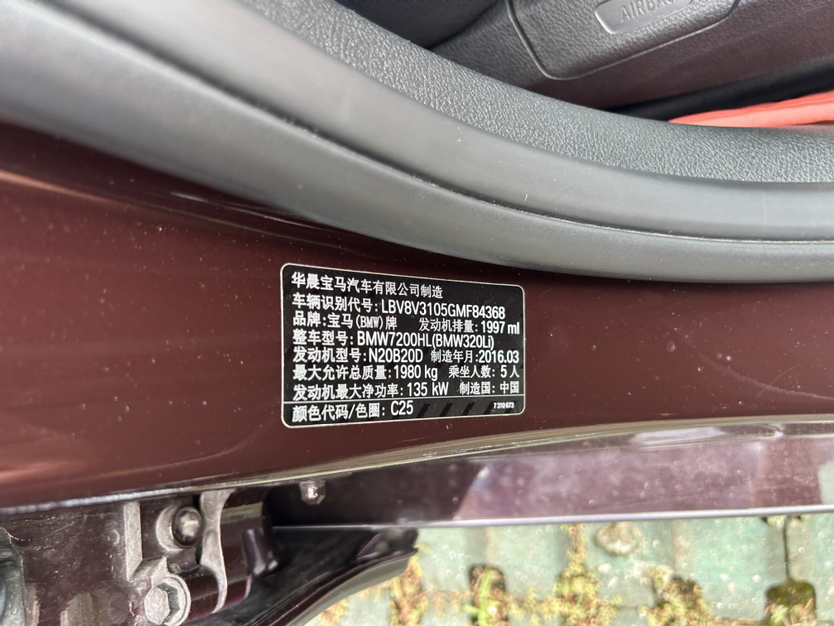 AIRBAG
华晨宝马汽车有限公司制造
车辆识别代号: LBV8V3105GMF84368
品牌: 宝马(BMW)牌 发动机排量: 1997 ml
整车型号: BMW7200HL(BMW320Li)
发动机型号: N20B20D 制造年月: 2016.03
最大允许总质量: 1980 kg 乘坐人数: 5 人
发动机最大净功率: 135 kW 制造国: 中国
颜色代码/色圈: C25 7310673